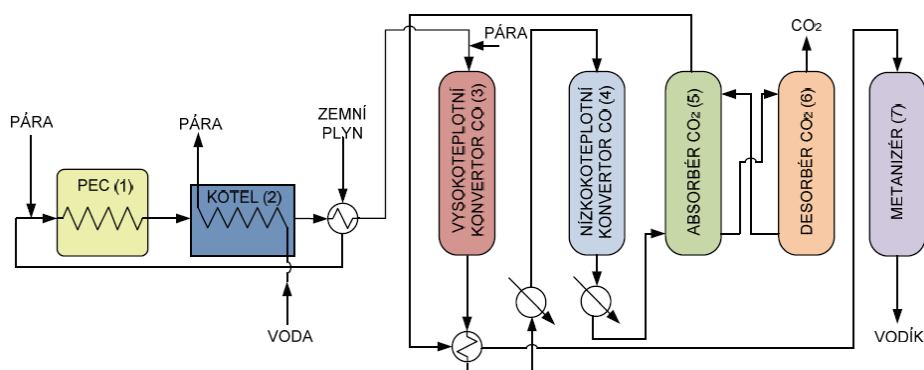 PÁRA
PEC (1)
PÁRA
KOTEL (2)
VODA
ZEMNÍ
PLYN
PÁRA
VYSOKOTEPLOTNÍ
KONVERTOR CO (3)
NÍZKOTEPLOTNÍ
KONVERTOR CO (4)
ABSORBÉR CO₂ (5)
CO₂
DESORBÉR CO₂ (6)
METANIZÉR (7)
VODÍK